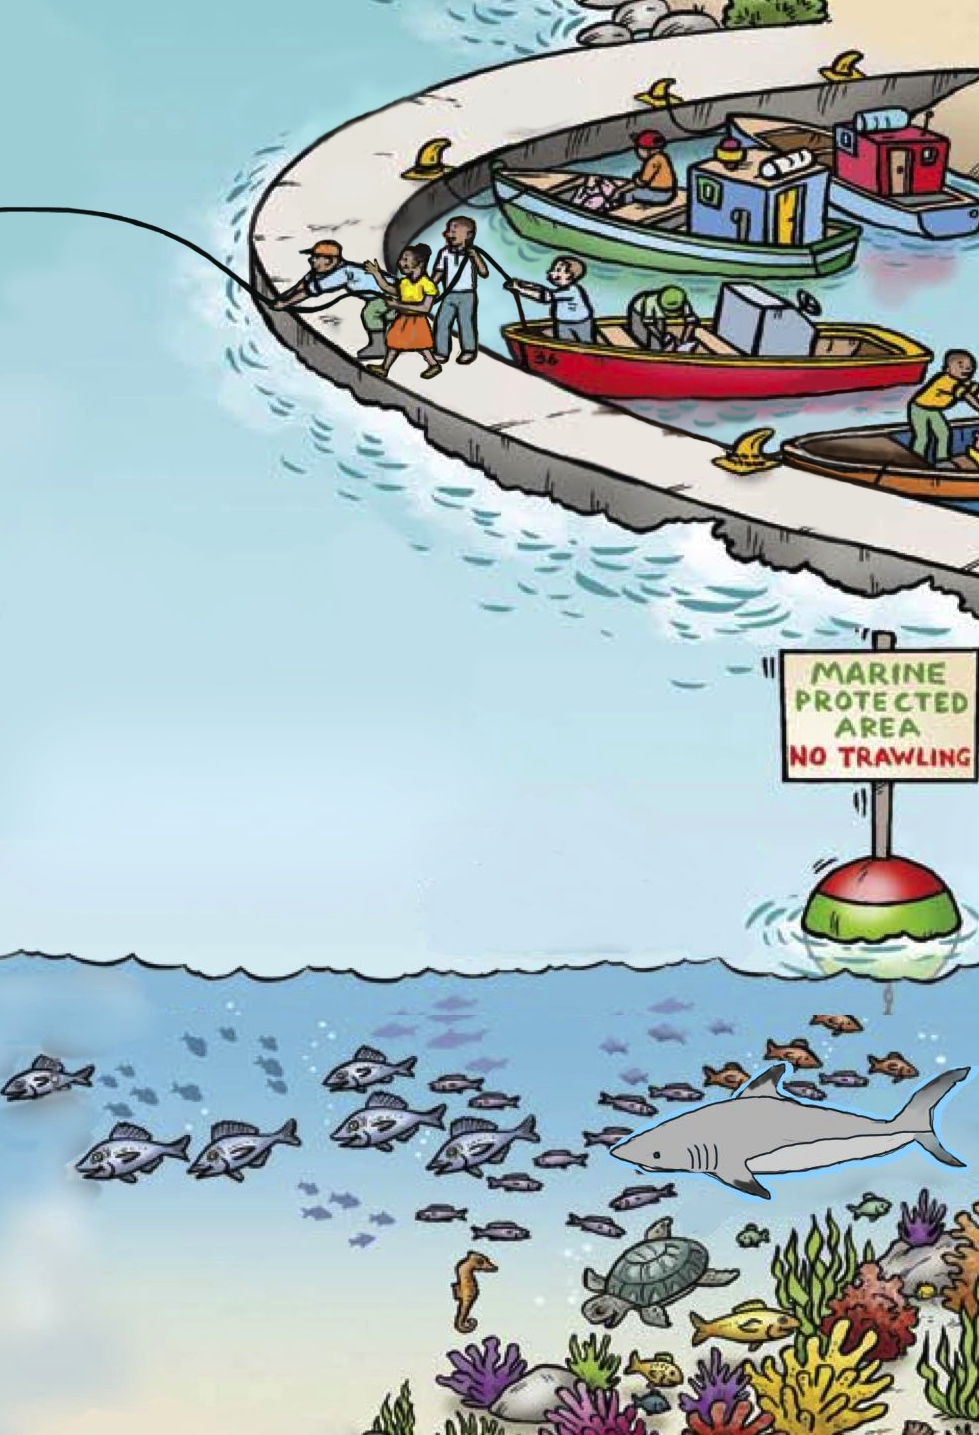 36
MARINE
PROTECTED
AREA
NO TRAWLING